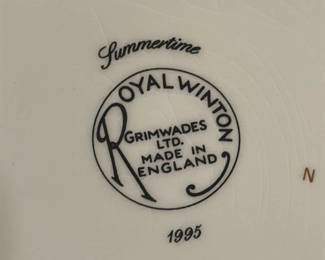 Summertime
ROYAL WINTON
GRIMWADES
LTD.
MADE IN
ENGLAND
N
1995